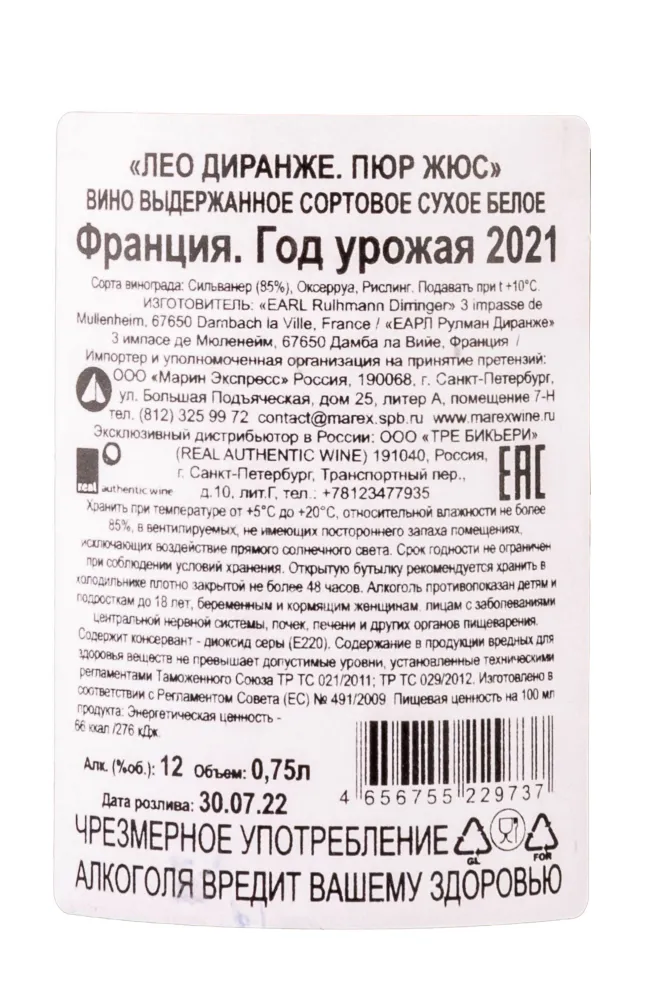 «ЛЕО ДИРАНЖЕ. ПЮР ЖЮС»
ВИНО ВЫДЕРЖАННОЕ СОРТОВОЕ СУХОЕ БЕЛОЕ
Франция. Год урожая 2021
Сорта винограда: Сильванер (85%), Оксерруа, Рислинг. Подавать при t +10°C.
ИЗГОТОВИТЕЛЬ: «EARL Rulhmann Dirringer» 3 impasse de
Mullenheim, 67650 Dambach la Ville, France / «ЕАРЛ Рулман Диранже»
3 импасе де Мюленейм, 67650 Дамба ла Вийе, Франция /
Импортер и уполномоченная организация на принятие претензий:
ООО «Марин Экспресс» Россия, 190068, г. Санкт-Петербург,
ул. Большая Подъяческая, дом 25, литер А, помещение 7-Н
тел. (812) 325 99 72 contact@marex.spb.ru www.marexwine.ru
Эксклюзивный дистрибьютор в России: ООО «ТРЕ БИКЬЕРИ»
(REAL AUTHENTIC WINE) 191040, Россия,
г. Санкт-Петербург, Транспортный пер.,
real authentic wine д.10, лит.Г, тел.: +78123477935
EAC
Хранить при температуре от +5°C до +20°C, относительной влажности не более
85%, в вентилируемых, не имеющих постороннего запаха помещениях,
исключающих воздействие прямого солнечного света. Срок годности не ограничен
при соблюдении условий хранения. Открытую бутылку рекомендуется хранить в
холодильнике плотно закрытой не более 48 часов. Алкоголь противопоказан детям и
подросткам до 18 лет, беременным и кормящим женщинам, лицам с заболеваниями
центральной нервной системы, почек, печени и других органов пищеварения.
Содержит консервант - диоксид серы (Е220). Содержание в продукции вредных для
здоровья веществ не превышает допустимые уровни, установленные техническими
регламентами Таможенного Союза ТР ТС 021/2011; ТР ТС 029/2012. Изготовлено в
соответствии с Регламентом Совета (ЕС) № 491/2009 Пищевая ценность на 100 мл
продукта: Энергетическая ценность -
66 ккал /276 кДж.
Алк. (%об.): 12 Объем: 0,75л
Дата розлива: 30.07.22
4 656755 229737
ЧРЕЗМЕРНОЕ УПОТРЕБЛЕНИЕ
GL FOR
АЛКОГОЛЯ ВРЕДИТ ВАШЕМУ ЗДОРОВЬЮ